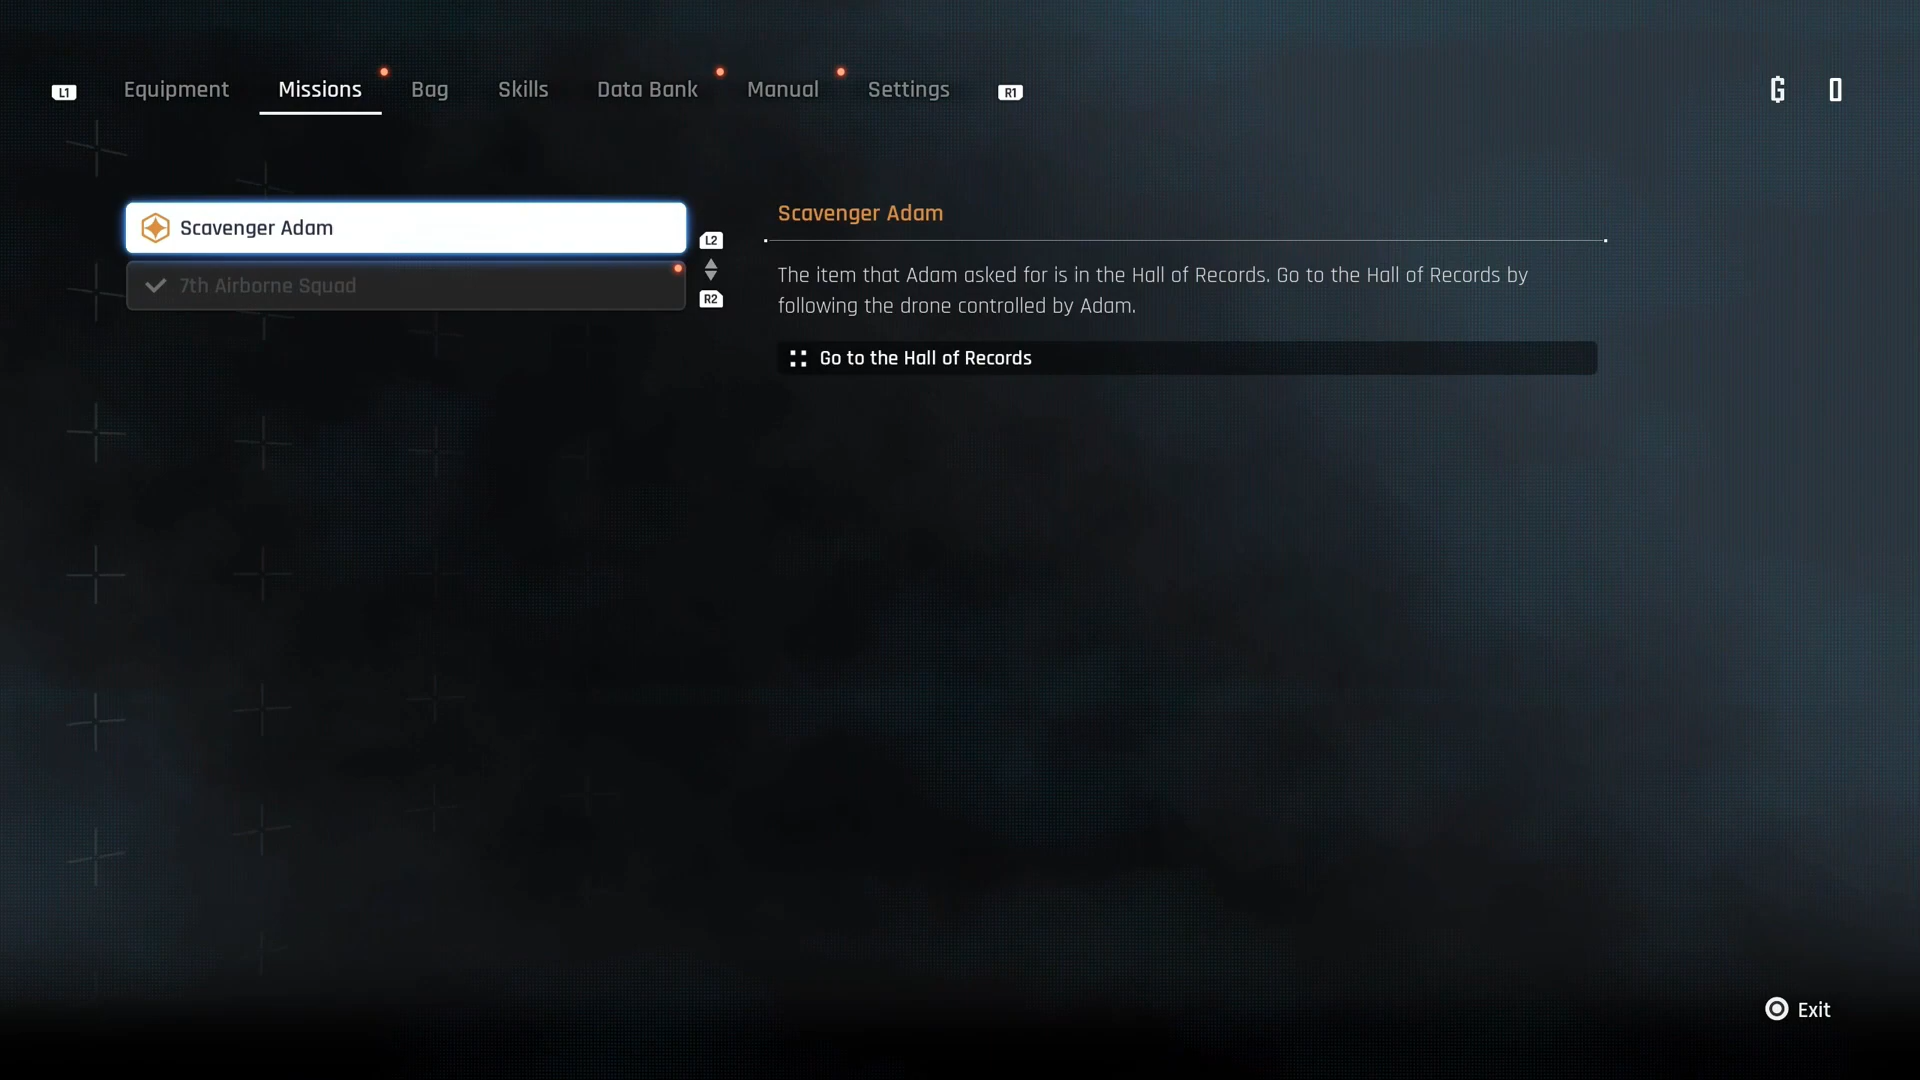 L1 Equipment Missions Bag Skills Data Bank Manual Settings R1 G 0
Scavenger Adam
7th Airborne Squad
L2
R2
Scavenger Adam
The item that Adam asked for is in the Hall of Records. Go to the Hall of Records by
following the drone controlled by Adam.
Go to the Hall of Records
Exit